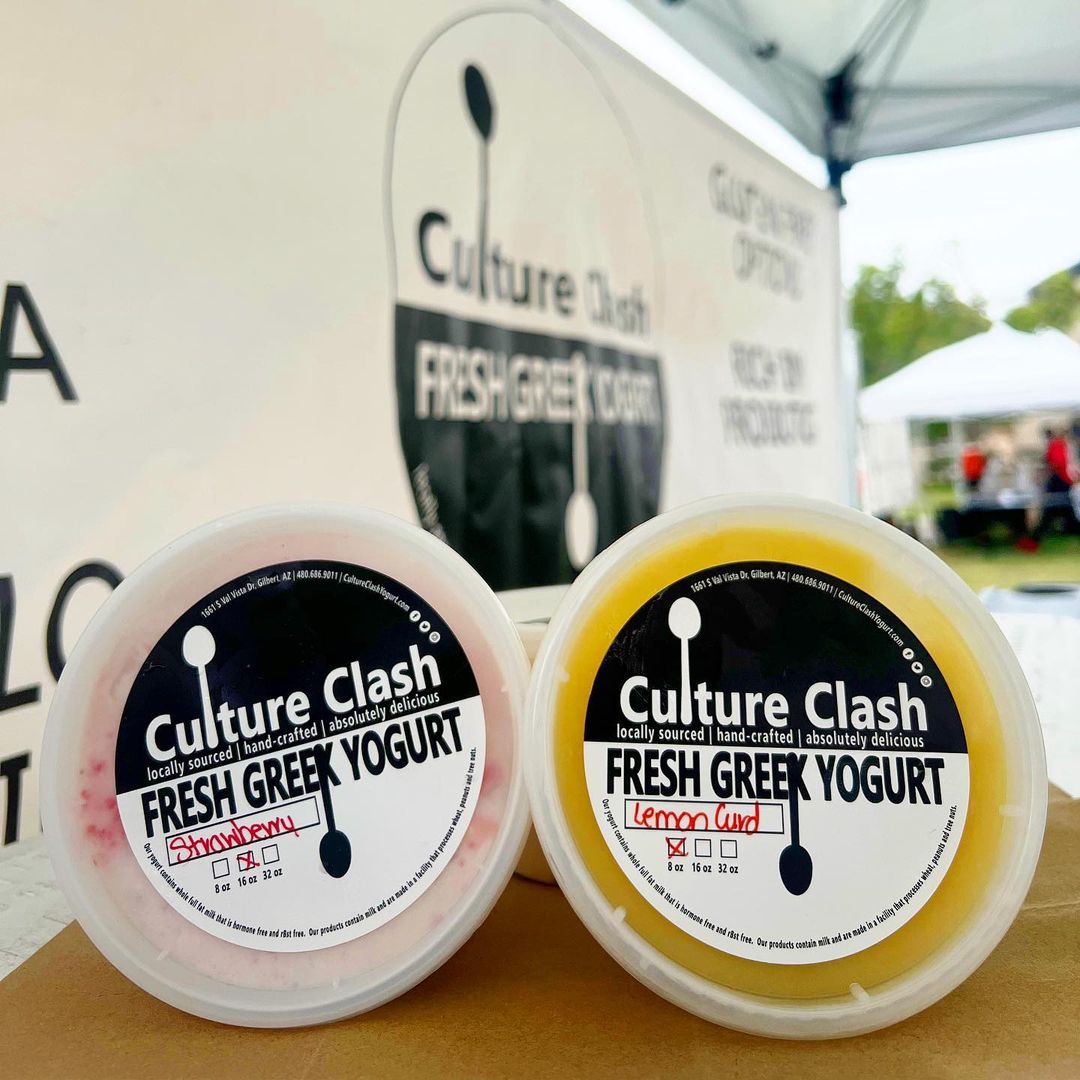 A
Culture Clash
FRESH GREEK YOGURT
GLUTEN FREE
OPTIONS
RICH IN
PROBIOTIC
T
1661 S Val Vista Dr, Gilbert, AZ | 480.686.9011 | CultureClashYogurt.com
Culture Clash
locally sourced | hand-crafted | absolutely delicious
FRESH GREEK YOGURT
Strawberry
8 oz 16 oz 32 oz
Our yogurt contains whole full fat milk that is hormone free and rBst free. Our products contain milk and are made in a facility that processes wheat, peanuts and tree nuts.
1661 S Val Vista Dr, Gilbert, AZ | 480.686.9011 | CultureClashYogurt.com
Culture Clash
locally sourced | hand-crafted | absolutely delicious
FRESH GREEK YOGURT
Lemon Curd
8 oz 16 oz 32 oz
Our yogurt contains whole full fat milk that is hormone free and rBst free. Our products contain milk and are made in a facility that processes wheat, peanuts and tree nuts.